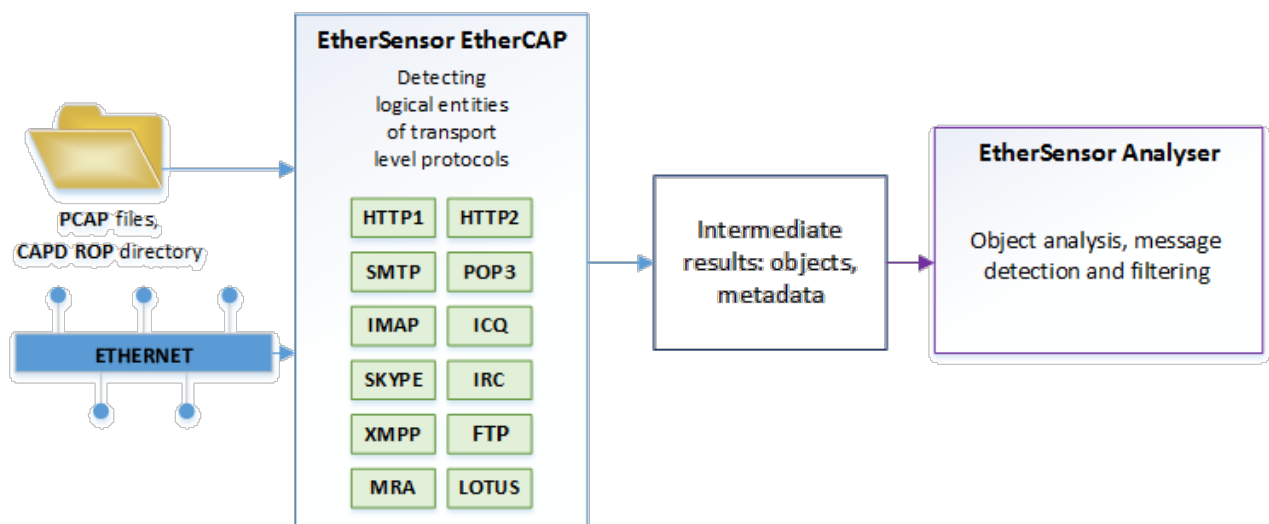 PCAP files,
CAPD ROP directory
ETHERNET
EtherSensor EtherCAP
Detecting
logical entities
of transport
level protocols
HTTP1 HTTP2
SMTP POP3
IMAP ICQ
SKYPE IRC
XMPP FTP
MRA LOTUS
Intermediate
results: objects,
metadata
EtherSensor Analyser
Object analysis, message
detection and filtering